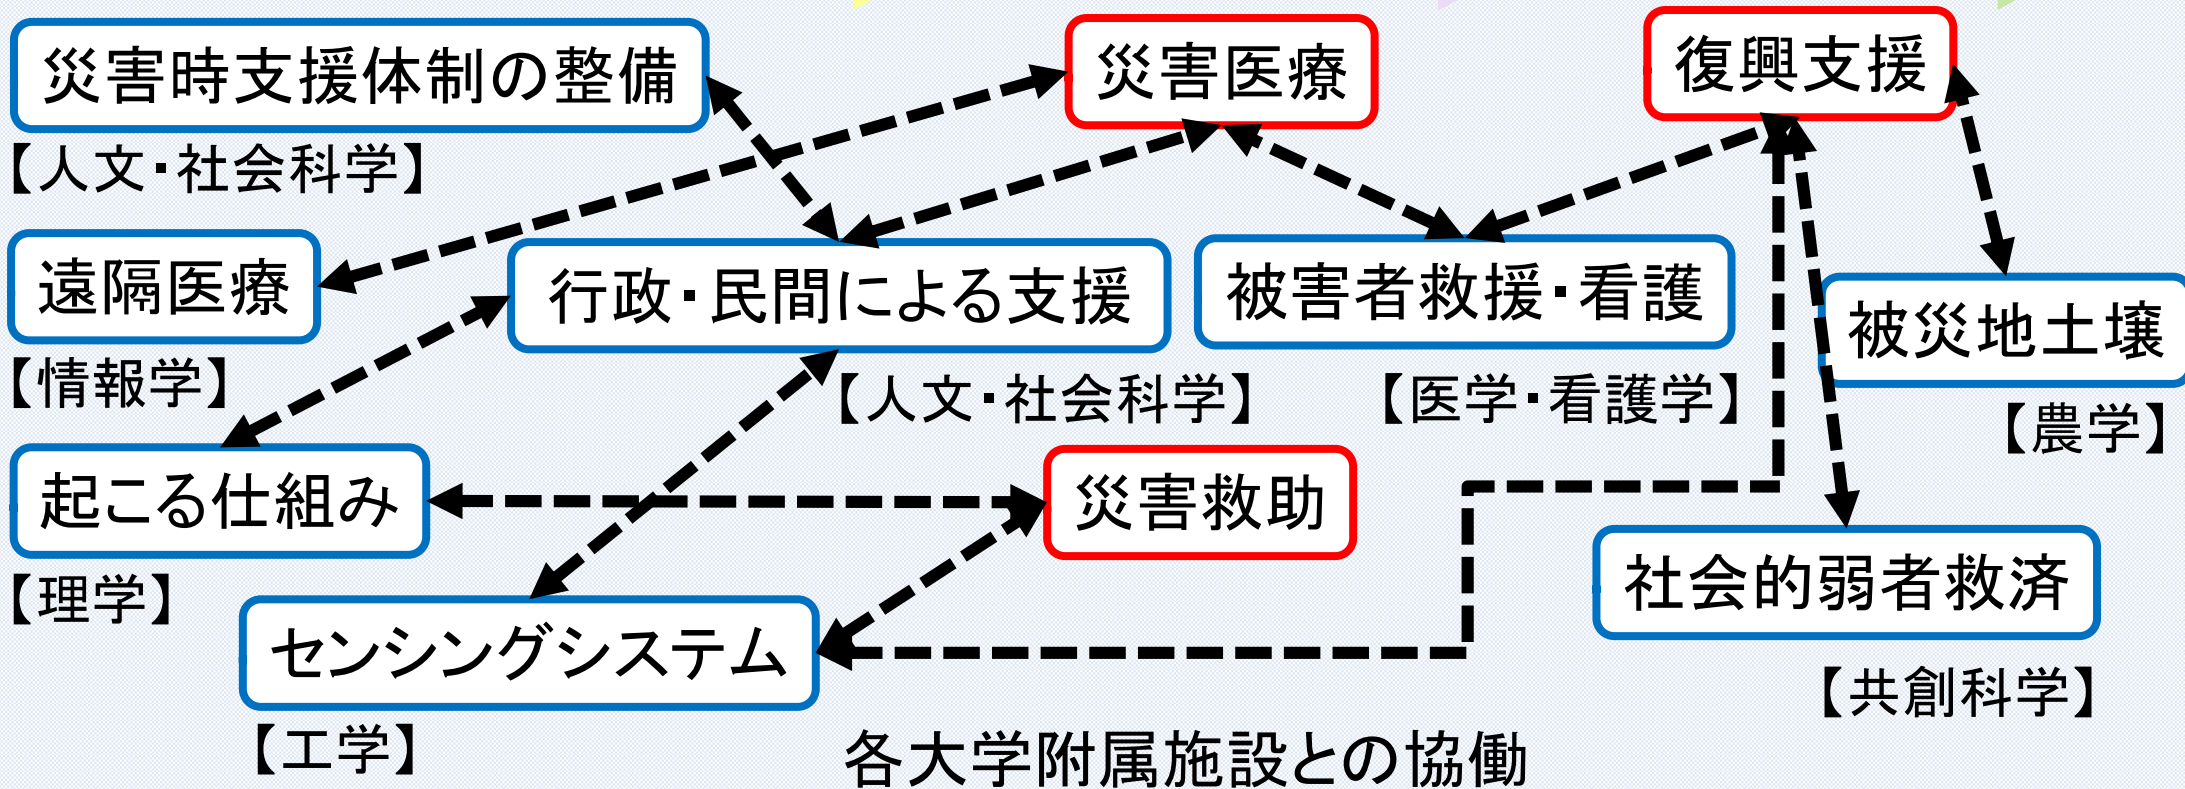 災害時支援体制の整備
【人文・社会科学】
災害医療
復興支援
遠隔医療
【情報学】
行政・民間による支援
【人文・社会科学】
被害者救援・看護
【医学・看護学】
被災地土壌
【農学】
起こる仕組み
【理学】
災害救助
社会的弱者救済
【共創科学】
センシングシステム
【工学】
各大学附属施設との協働